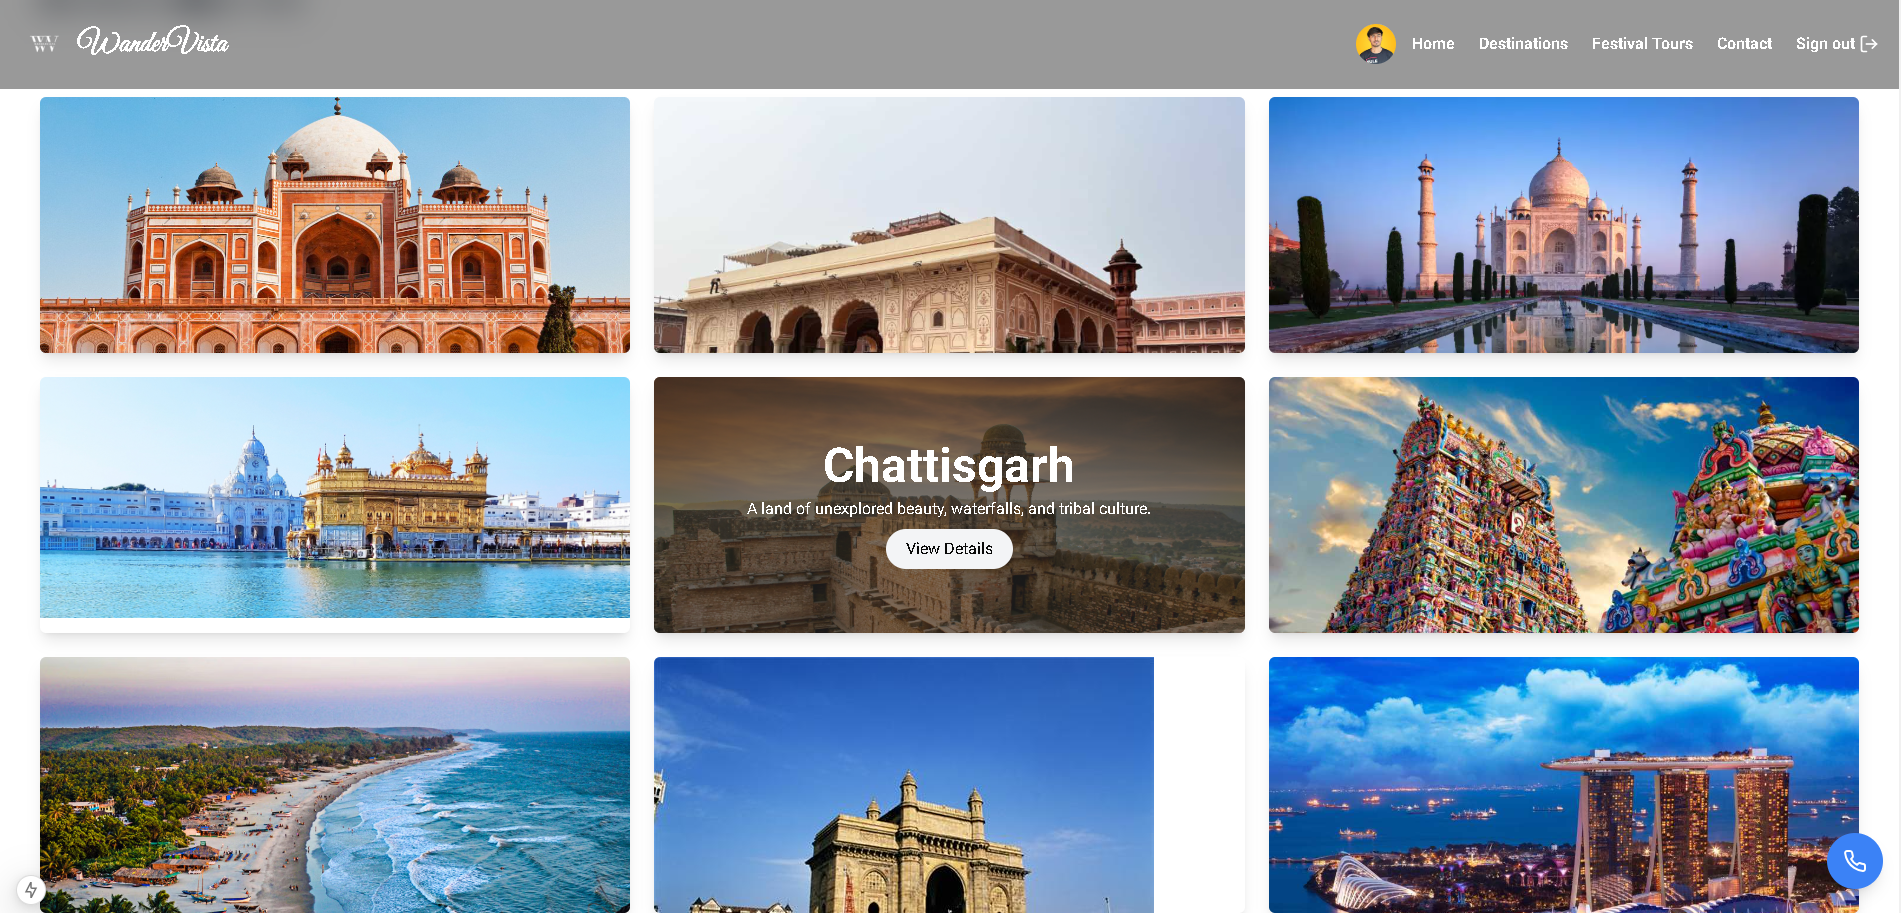 WV WanderVista Home Destinations Festival Tours Contact Sign out
Chattisgarh
A land of unexplored beauty, waterfalls, and tribal culture.
View Details